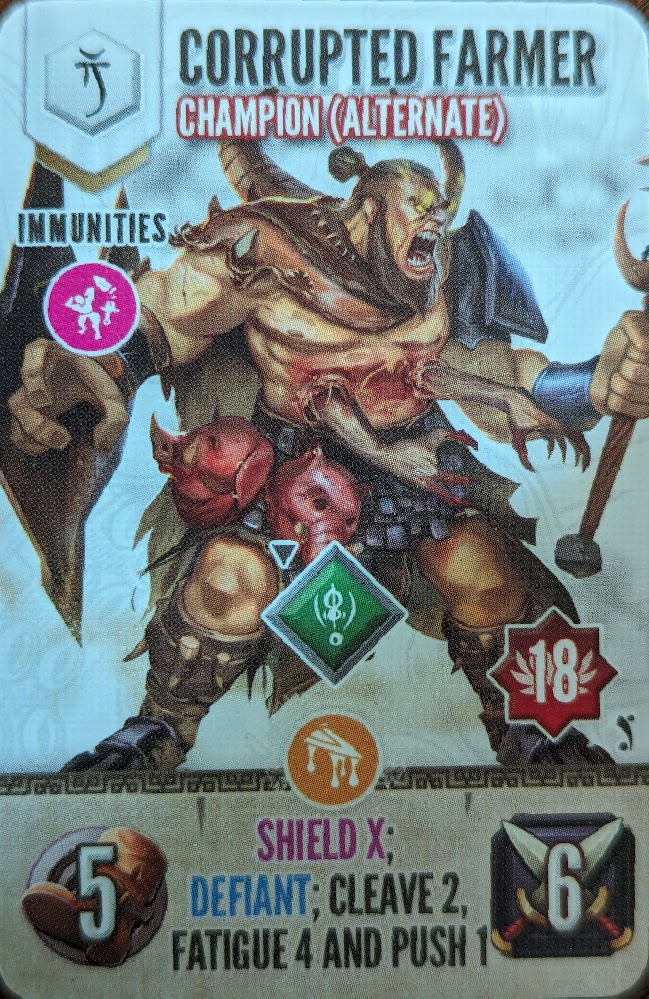 CORRUPTED FARMER
CHAMPION (ALTERNATE)
IMMUNITIES
18
5
SHIELD X;
DEFIANT; CLEAVE 2,
FATIGUE 4 AND PUSH 1
6